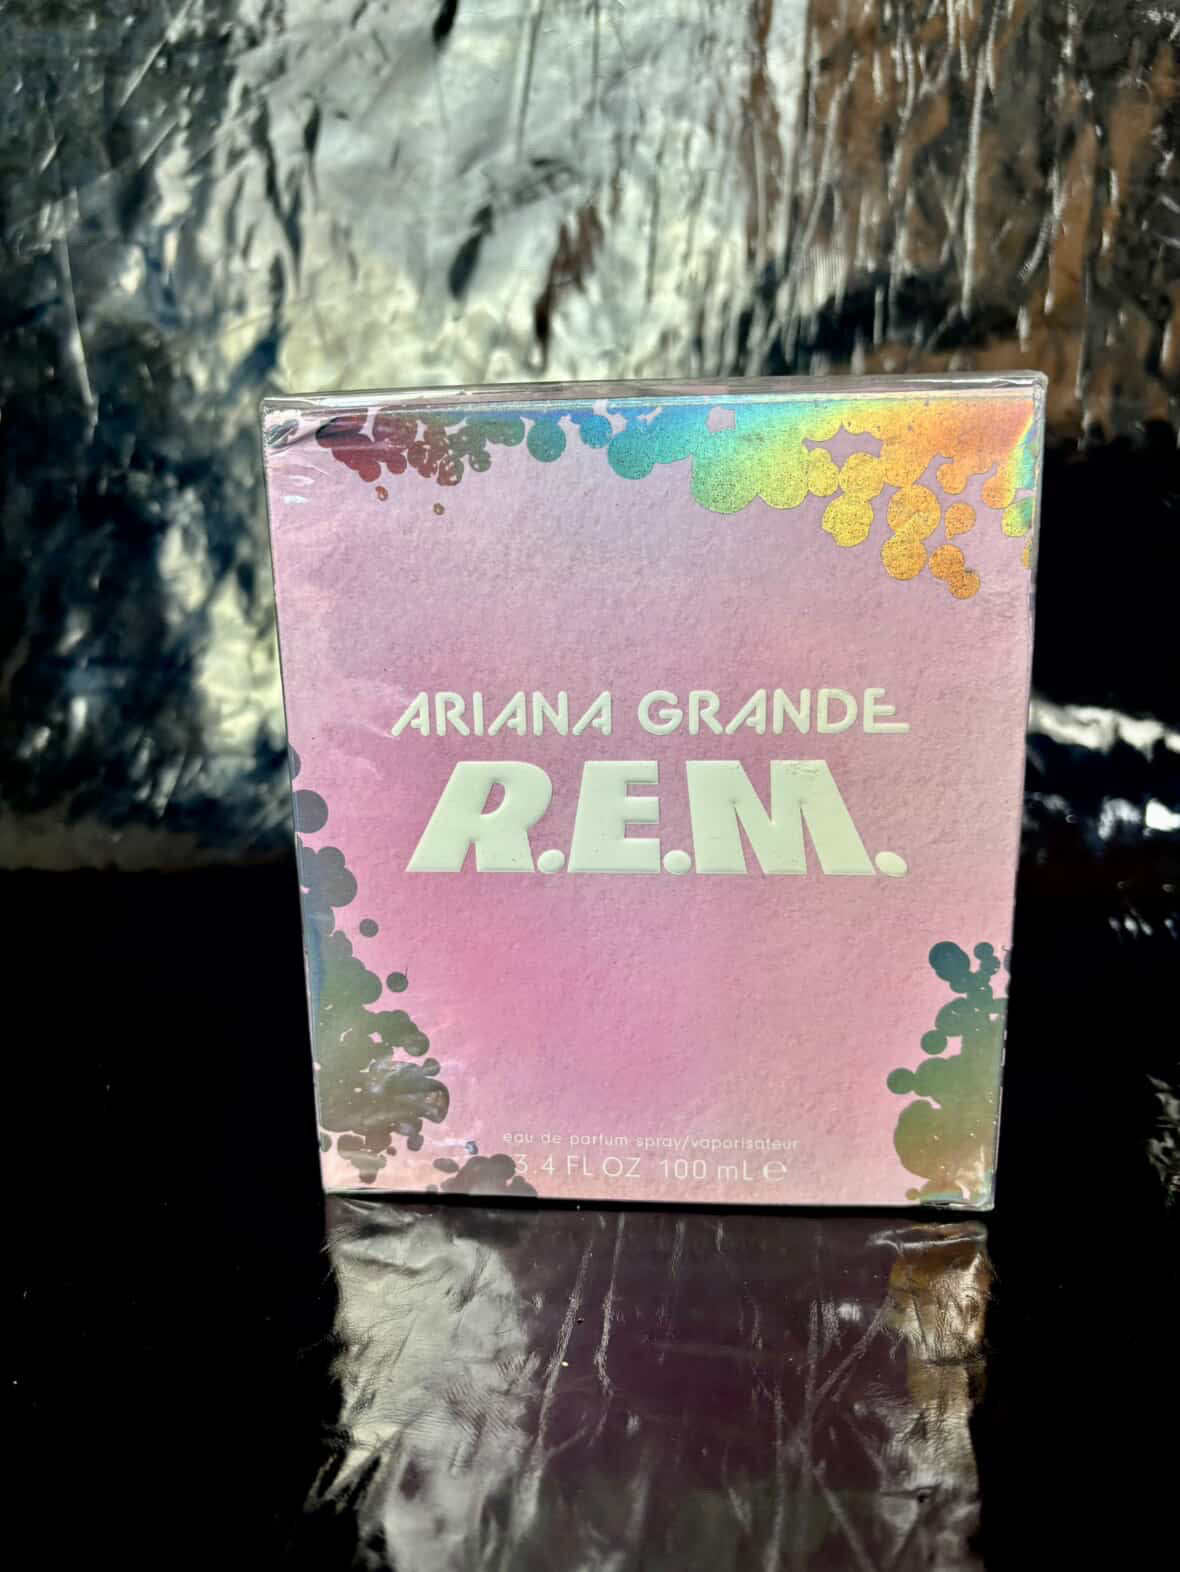 ARIANA GRANDE
R.E.M.
eau de parfum spray/vaporisateur
3.4 FL OZ 100 mL ℮